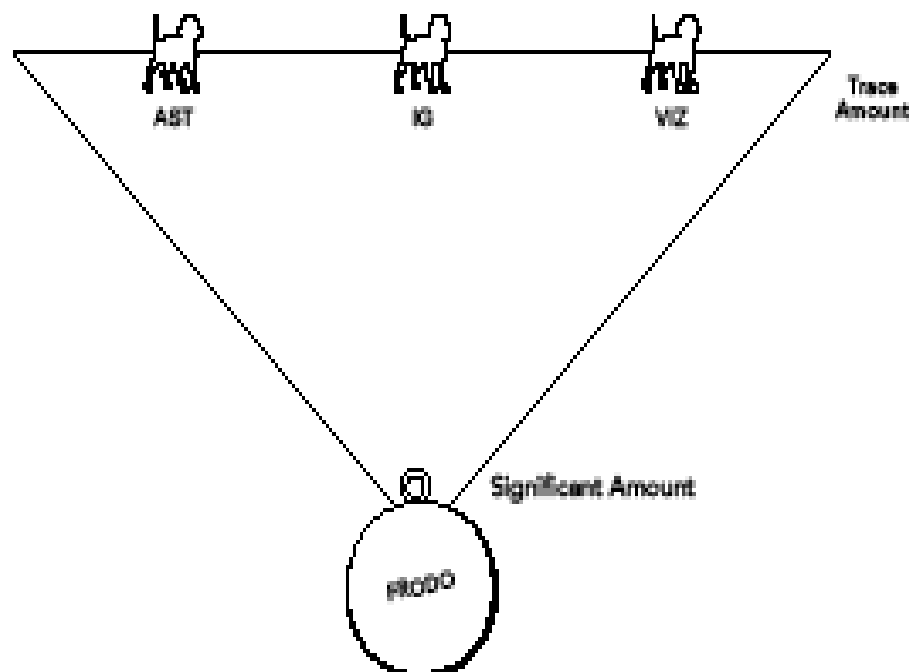 AST
IG
VIZ
Trace
Amount
Significant Amount
FRODO